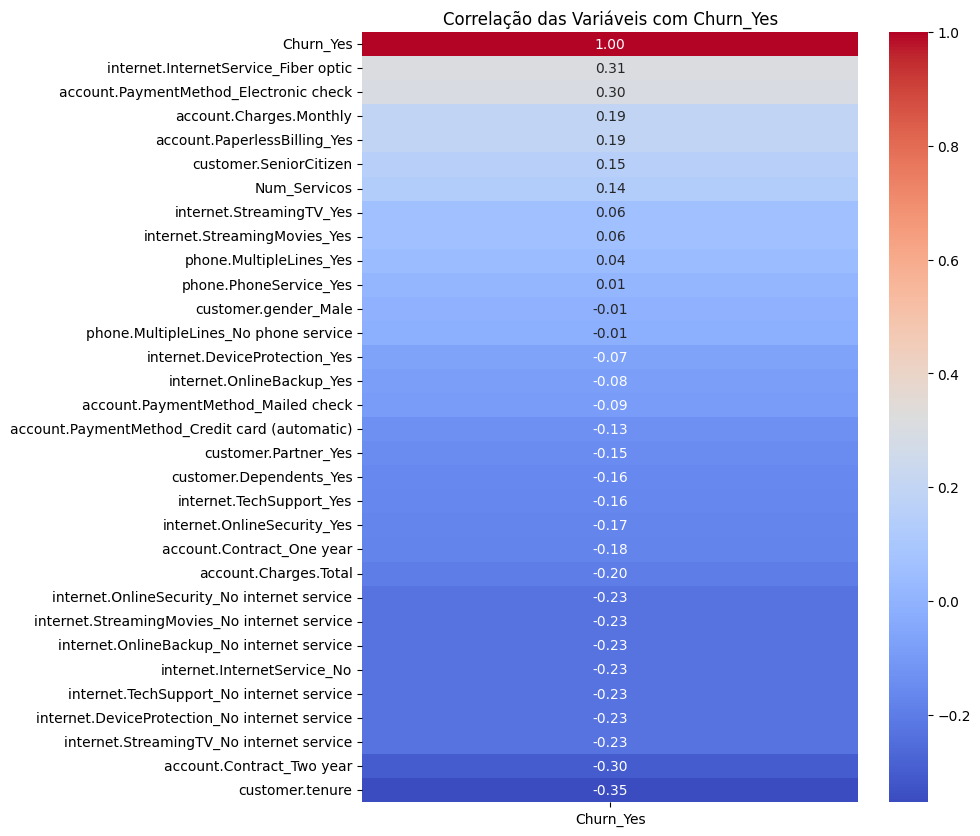 Correlação das Variáveis com Churn_Yes
Churn_Yes 1.00
internet.InternetService_Fiber optic 0.31
account.PaymentMethod_Electronic check 0.30
account.Charges.Monthly 0.19
account.PaperlessBilling_Yes 0.19
customer.SeniorCitizen 0.15
Num_Servicos 0.14
internet.StreamingTV_Yes 0.06
internet.StreamingMovies_Yes 0.06
phone.MultipleLines_Yes 0.04
phone.PhoneService_Yes 0.01
customer.gender_Male -0.01
phone.MultipleLines_No phone service -0.01
internet.DeviceProtection_Yes -0.07
internet.OnlineBackup_Yes -0.08
account.PaymentMethod_Mailed check -0.09
account.PaymentMethod_Credit card (automatic) -0.13
customer.Partner_Yes -0.15
customer.Dependents_Yes -0.16
internet.TechSupport_Yes -0.16
internet.OnlineSecurity_Yes -0.17
account.Contract_One year -0.18
account.Charges.Total -0.20
internet.OnlineSecurity_No internet service -0.23
internet.StreamingMovies_No internet service -0.23
internet.OnlineBackup_No internet service -0.23
internet.InternetService_No -0.23
internet.TechSupport_No internet service -0.23
internet.DeviceProtection_No internet service -0.23
internet.StreamingTV_No internet service -0.23
account.Contract_Two year -0.30
customer.tenure -0.35
Churn_Yes
1.0
0.8
0.6
0.4
0.2
0.0
−0.2